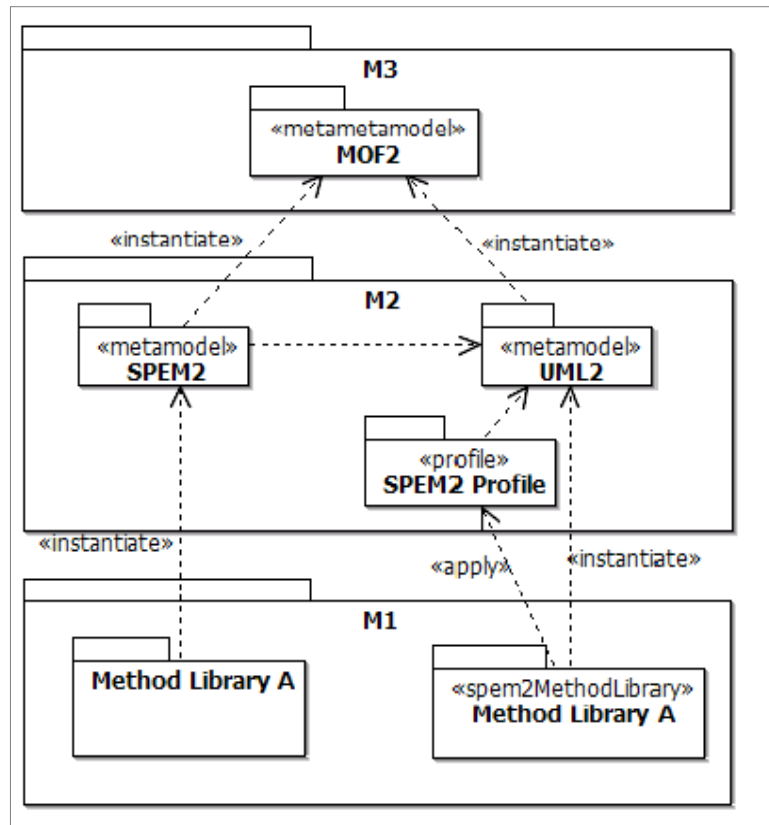 M3
«metametamodel»
MOF2
«instantiate»
«instantiate»
M2
«metamodel»
SPEM2
«metamodel»
UML2
«profile»
SPEM2 Profile
«instantiate»
«apply»
«instantiate»
M1
Method Library A
«spem2MethodLibrary»
Method Library A